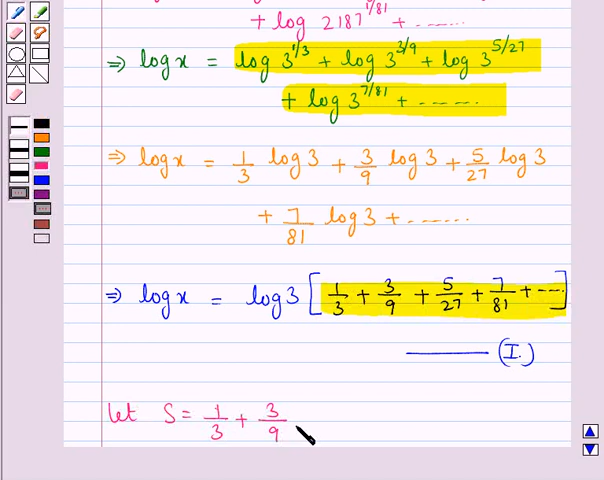 + log 2187^1/81 + ......
⇒ log x = log 3^1/3 + log 3^3/9 + log 3^5/27
+ log 3^7/81 + ......
⇒ log x = 1/3 log 3 + 3/9 log 3 + 5/27 log 3
+ 7/81 log 3 + ......
⇒ log x = log 3 [ 1/3 + 3/9 + 5/27 + 7/81 + ... ]
——— (I.)
let S = 1/3 + 3/9